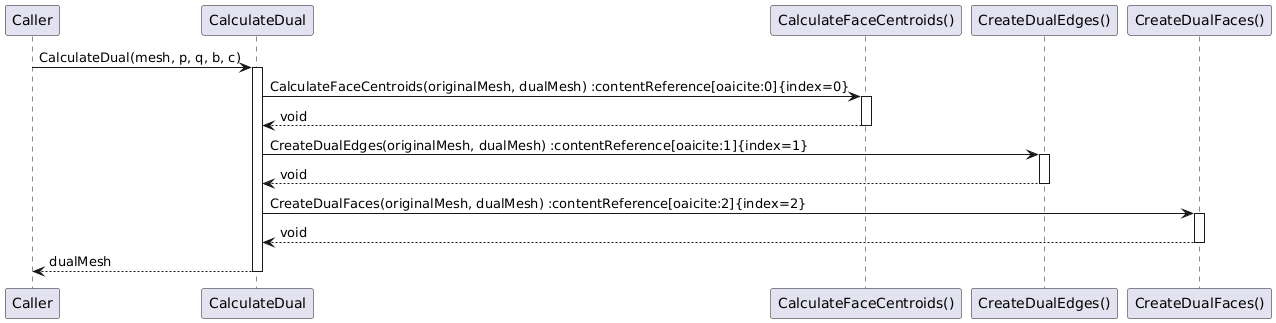 Caller
CalculateDual
CalculateFaceCentroids()
CreateDualEdges()
CreateDualFaces()
CalculateDual(mesh, p, q, b, c)
CalculateFaceCentroids(originalMesh, dualMesh) :contentReference[oaicite:0]{index=0}
void
CreateDualEdges(originalMesh, dualMesh) :contentReference[oaicite:1]{index=1}
void
CreateDualFaces(originalMesh, dualMesh) :contentReference[oaicite:2]{index=2}
void
dualMesh
Caller
CalculateDual
CalculateFaceCentroids()
CreateDualEdges()
CreateDualFaces()